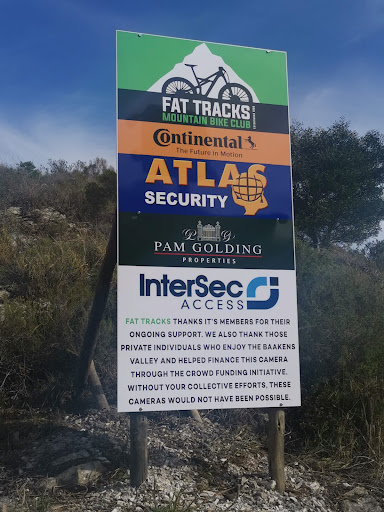 FAT TRACKS
MOUNTAIN BIKE CLUB
Continental
The Future in Motion
ATLAS
SECURITY
P G
PAM GOLDING
PROPERTIES
InterSec
ACCESS
FAT TRACKS THANKS IT'S MEMBERS FOR THEIR
ONGOING SUPPORT. WE ALSO THANK THOSE
PRIVATE INDIVIDUALS WHO ENJOY THE BAAKENS
VALLEY AND HELPED FINANCE THIS CAMERA
THROUGH THE CROWD FUNDING INITIATIVE.
WITHOUT YOUR COLLECTIVE EFFORTS, THESE
CAMERAS WOULD NOT HAVE BEEN POSSIBLE.